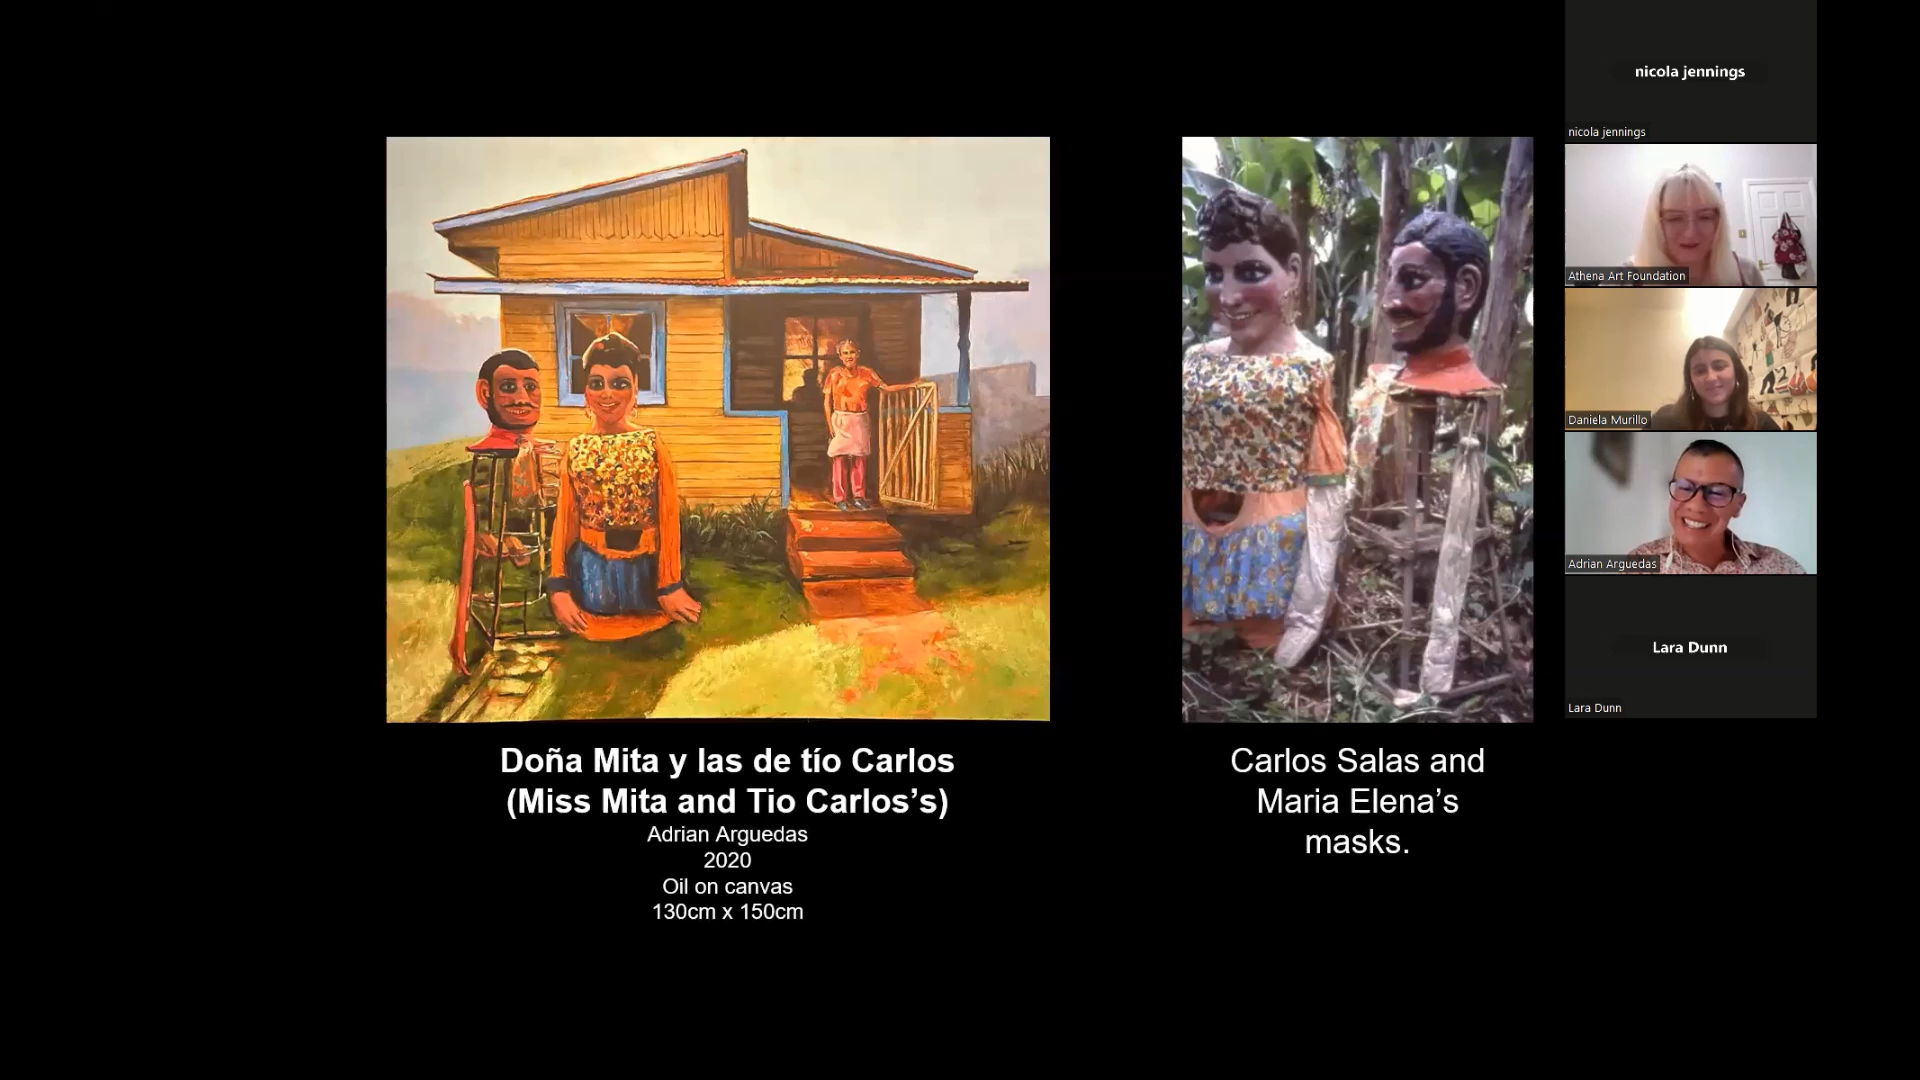 Doña Mita y las de tío Carlos
(Miss Mita and Tio Carlos’s)
Adrian Arguedas
2020
Oil on canvas
130cm x 150cm
Carlos Salas and
Maria Elena’s
masks.
nicola jennings
nicola jennings
Athena Art Foundation
Daniela Murillo
Adrian Arguedas
Lara Dunn
Lara Dunn